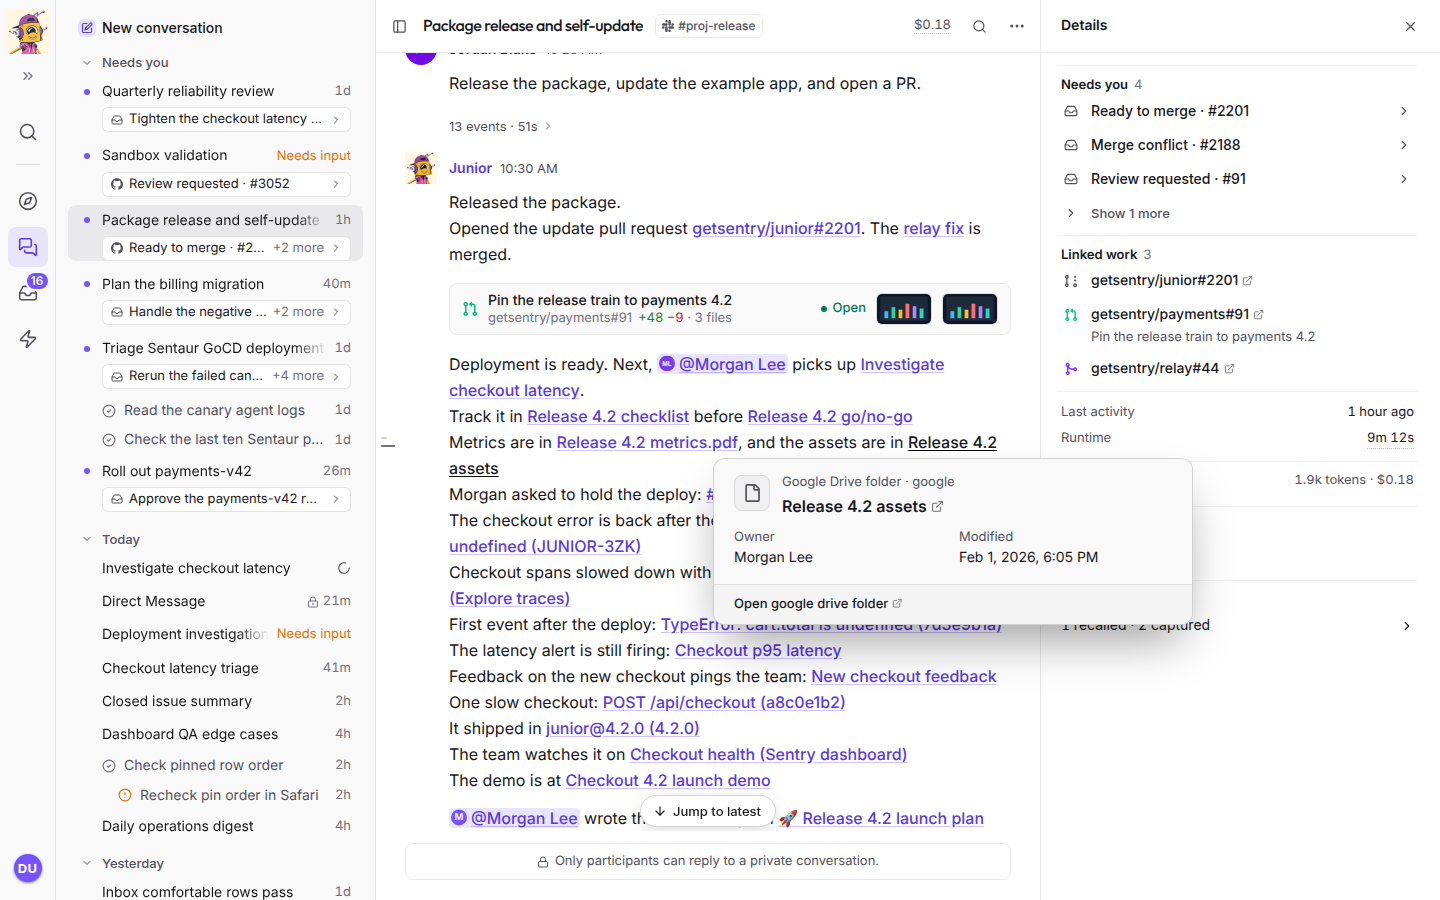 New conversation
Needs you
Quarterly reliability review 1d
Tighten the checkout latency ...
Sandbox validation Needs input
Review requested · #3052
Package release and self-update 1h
Ready to merge · #2... +2 more
Plan the billing migration 40m
Handle the negative ... +2 more
Triage Sentaur GoCD deployment 1d
Rerun the failed can... +4 more
Read the canary agent logs 1d
Check the last ten Sentaur p... 1d
Roll out payments-v42 26m
Approve the payments-v42 r...
Today
Investigate checkout latency
Direct Message 21m
Deployment investigation Needs input
Checkout latency triage 41m
Closed issue summary 2h
Dashboard QA edge cases 4h
Check pinned row order 2h
Recheck pin order in Safari 2h
Daily operations digest 4h
Yesterday
Inbox comfortable rows pass 1d
16
DU
Package release and self-update #proj-release $0.18
Release the package, update the example app, and open a PR.
13 events · 51s
Junior 10:30 AM
Released the package.
Opened the update pull request getsentry/junior#2201. The relay fix is
merged.
Pin the release train to payments 4.2
getsentry/payments#91 +48 −9 · 3 files
Open
Deployment is ready. Next, ML @Morgan Lee picks up Investigate
checkout latency.
Track it in Release 4.2 checklist before Release 4.2 go/no-go
Metrics are in Release 4.2 metrics.pdf, and the assets are in Release 4.2
assets
Morgan asked to hold the deploy: #
The checkout error is back after the
undefined (JUNIOR-3ZK)
Checkout spans slowed down with
(Explore traces)
First event after the deploy: TypeError: cart.total is undefined (7d3e9b1a)
The latency alert is still firing: Checkout p95 latency
Feedback on the new checkout pings the team: New checkout feedback
One slow checkout: POST /api/checkout (a8c0e1b2)
It shipped in junior@4.2.0 (4.2.0)
The team watches it on Checkout health (Sentry dashboard)
The demo is at Checkout 4.2 launch demo
M @Morgan Lee wrote th 🚀 Release 4.2 launch plan
Jump to latest
Only participants can reply to a private conversation.
Google Drive folder · google
Release 4.2 assets
Owner Modified
Morgan Lee Feb 1, 2026, 6:05 PM
Open google drive folder
Details
Needs you 4
Ready to merge · #2201
Merge conflict · #2188
Review requested · #91
Show 1 more
Linked work 3
getsentry/junior#2201
getsentry/payments#91
Pin the release train to payments 4.2
getsentry/relay#44
Last activity 1 hour ago
Runtime 9m 12s
1.9k tokens · $0.18
1 recalled · 2 captured